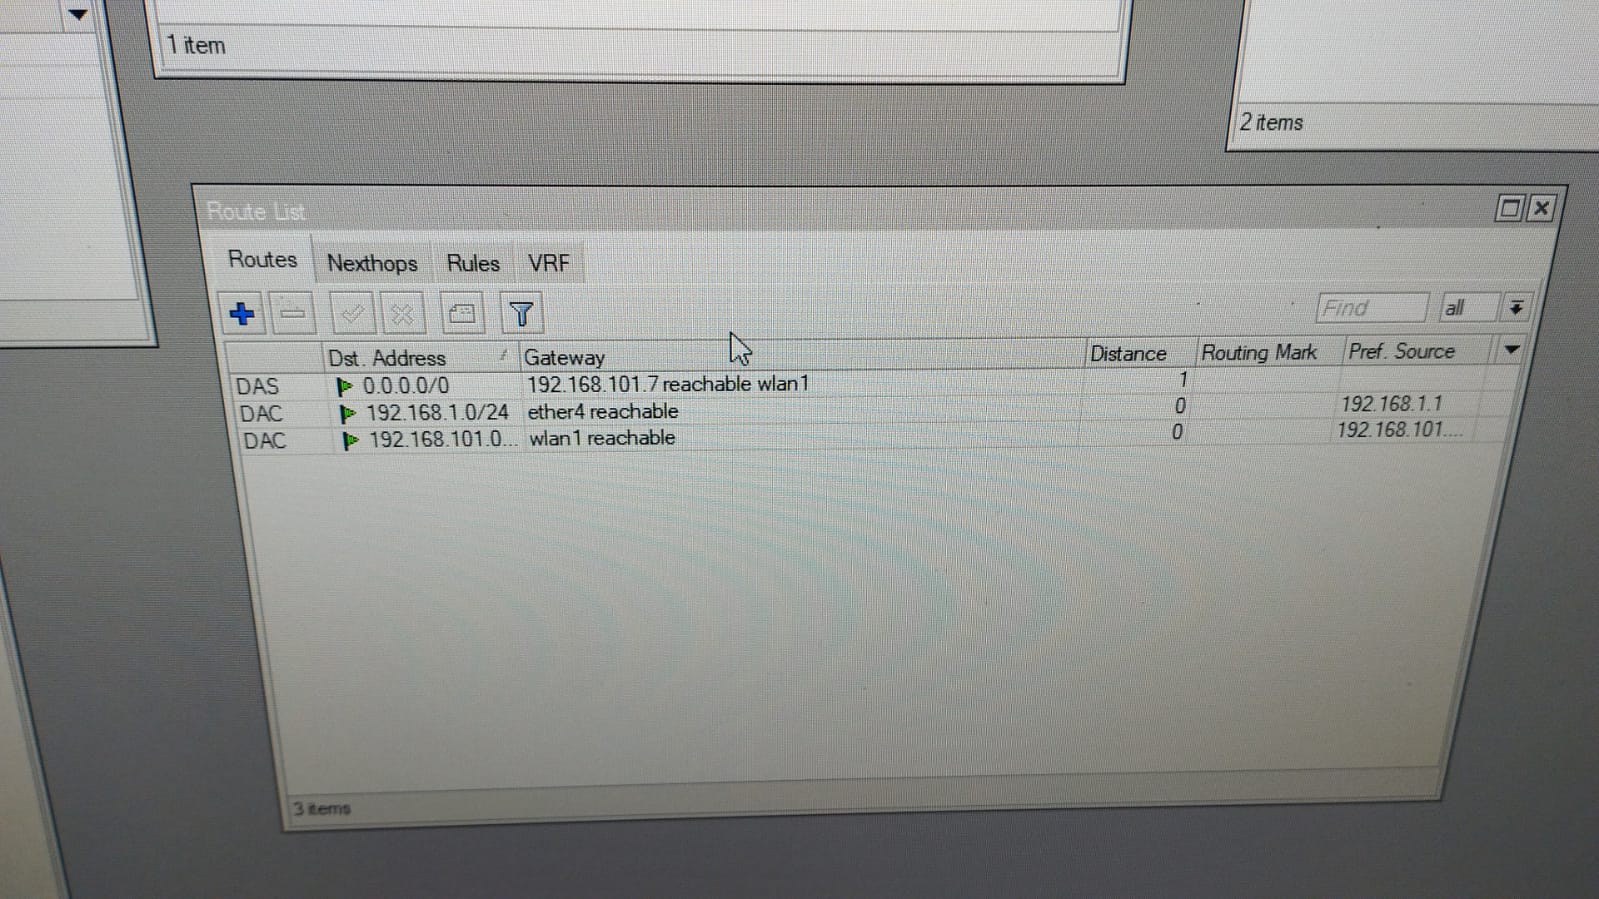 1 item
2 items
Route List
Routes Nexthops Rules VRF
Find all
Dst. Address Gateway Distance Routing Mark Pref. Source
DAS 0.0.0.0/0 192.168.101.7 reachable wlan1 1
DAC 192.168.1.0/24 ether4 reachable 0 192.168.1.1
DAC 192.168.101.0... wlan1 reachable 0 192.168.101....
3 items